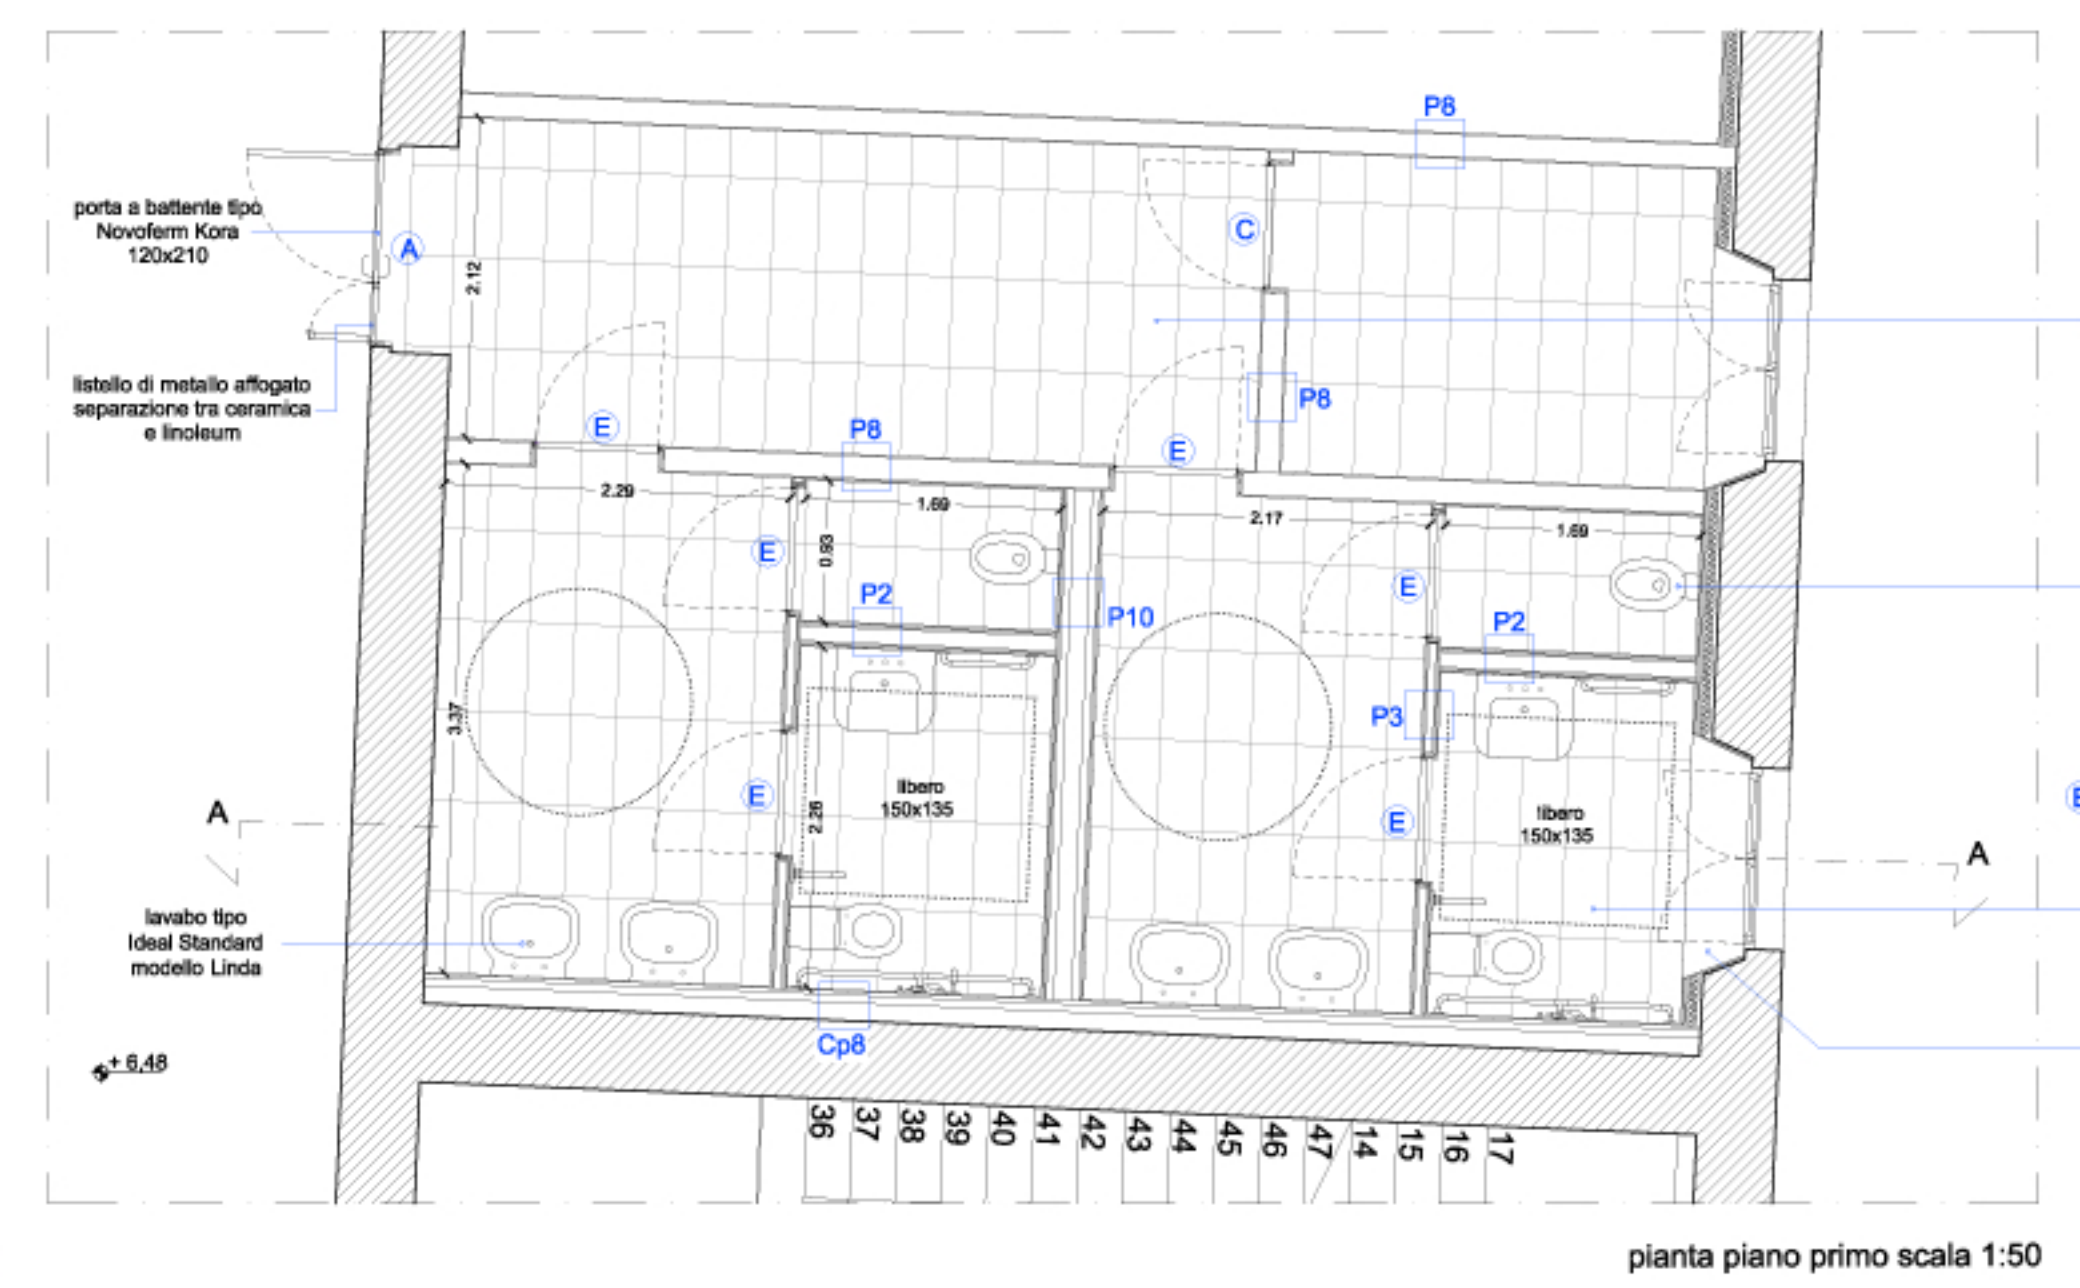 P8
porta a battente tipo
Novoferm Kora
120x210
A
C
2.12
listello di metallo affogato
separazione tra ceramica
e linoleum
E
P8
P8
E
2.29
1.69
2.17
1.69
E
0.93
E
P2
P10
P2
3.37
P3
E
2.26
libero
150x135
E
libero
150x135
A
A
lavabo tipo
Ideal Standard
modello Linda
Cp8
+ 6,48
36
37
38
39
40
41
42
43
44
45
46
47
14
15
16
17
pianta piano primo scala 1:50